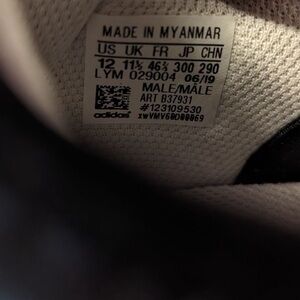 MADE IN MYANMAR
US UK FR JP CHN
12 11½ 46⅔ 300 290
LYM 029004 06/19
MALE/MÂLE
ART B37931
#123109530
adidas